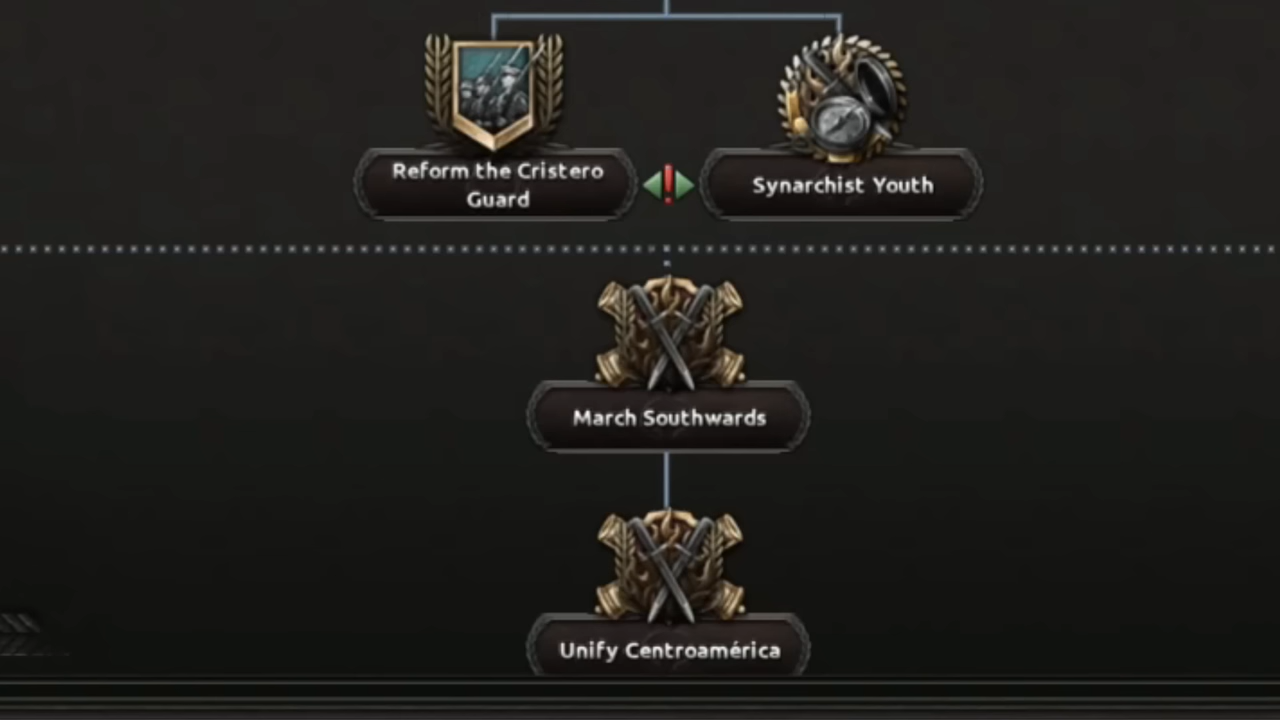 Reform the Cristero
Guard
Synarchist Youth
March Southwards
Unify Centroamérica